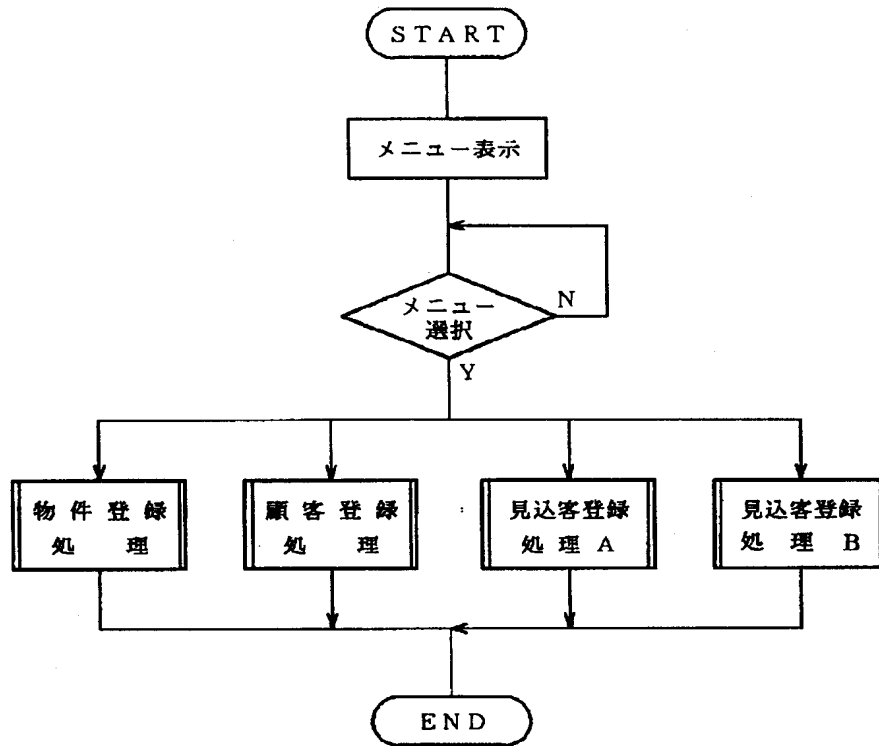 START
メニュー表示
メニュー
選択
N
Y
物件登録
処理
顧客登録
処理
見込客登録
処理A
見込客登録
処理B
END